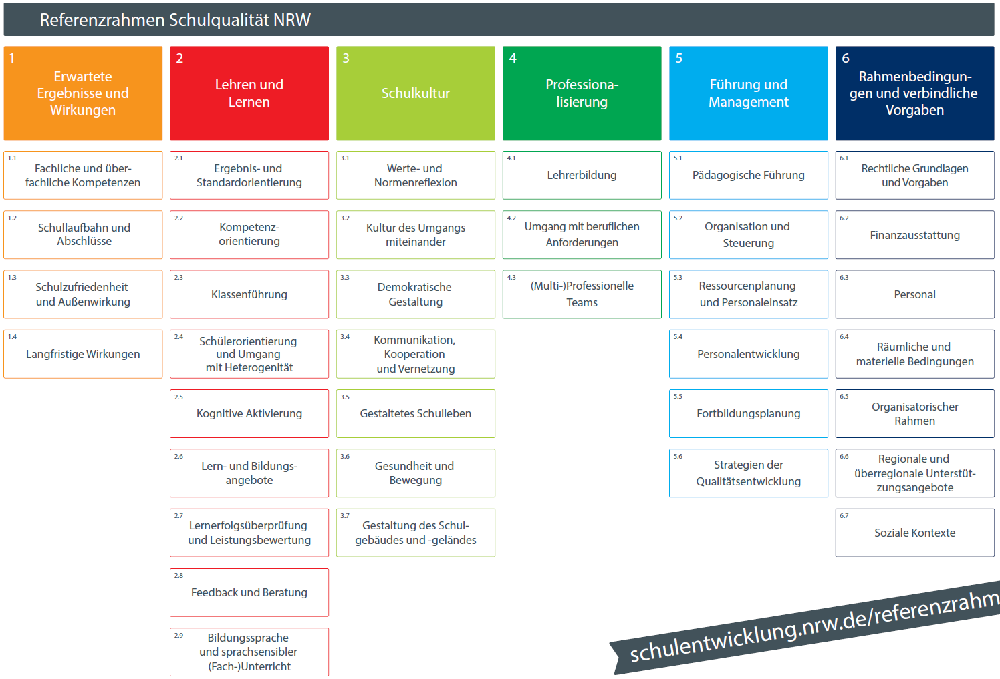 Referenzrahmen Schulqualität NRW
1
Erwartete
Ergebnisse und
Wirkungen
1.1
Fachliche und über-
fachliche Kompetenzen
1.2
Schullaufbahn und
Abschlüsse
1.3
Schulzufriedenheit
und Außenwirkung
1.4
Langfristige Wirkungen
2
Lehren und
Lernen
2.1
Ergebnis- und
Standardorientierung
2.2
Kompetenz-
orientierung
2.3
Klassenführung
2.4
Schülerorientierung
und Umgang
mit Heterogenität
2.5
Kognitive Aktivierung
2.6
Lern- und Bildungs-
angebote
2.7
Lernerfolgsüberprüfung
und Leistungsbewertung
2.8
Feedback und Beratung
2.9
Bildungssprache
und sprachsensibler
(Fach-)Unterricht
3
Schulkultur
3.1
Werte- und
Normenreflexion
3.2
Kultur des Umgangs
miteinander
3.3
Demokratische
Gestaltung
3.4
Kommunikation,
Kooperation
und Vernetzung
3.5
Gestaltetes Schulleben
3.6
Gesundheit und
Bewegung
3.7
Gestaltung des Schul-
gebäudes und -geländes
4
Professiona-
lisierung
4.1
Lehrerbildung
4.2
Umgang mit beruflichen
Anforderungen
4.3
(Multi-)Professionelle
Teams
5
Führung und
Management
5.1
Pädagogische Führung
5.2
Organisation und
Steuerung
5.3
Ressourcenplanung
und Personaleinsatz
5.4
Personalentwicklung
5.5
Fortbildungsplanung
5.6
Strategien der
Qualitätsentwicklung
6
Rahmenbedingun-
gen und verbindliche
Vorgaben
6.1
Rechtliche Grundlagen
und Vorgaben
6.2
Finanzausstattung
6.3
Personal
6.4
Räumliche und
materielle Bedingungen
6.5
Organisatorischer
Rahmen
6.6
Regionale und
überregionale Unterstüt-
zungsangebote
6.7
Soziale Kontexte
schulentwicklung.nrw.de/referenzrahm